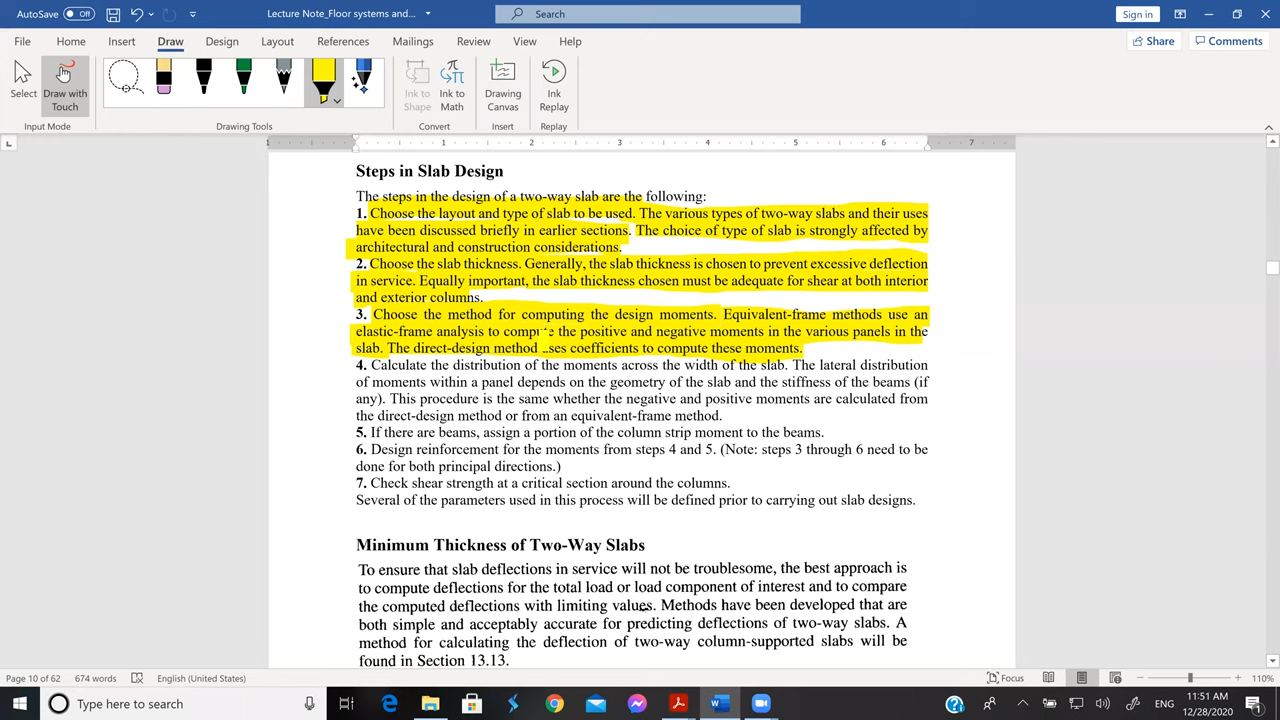 AutoSave Off Lecture Note_Floor systems and... Search Sign in
File Home Insert Draw Design Layout References Mailings Review View Help Share Comments
Select Draw with Touch Ink to Shape Ink to Math Drawing Canvas Ink Replay
Input Mode Drawing Tools Convert Insert Replay
1 1 2 3 4 5 6 7
Steps in Slab Design
The steps in the design of a two-way slab are the following:
1. Choose the layout and type of slab to be used. The various types of two-way slabs and their uses
have been discussed briefly in earlier sections. The choice of type of slab is strongly affected by
architectural and construction considerations.
2. Choose the slab thickness. Generally, the slab thickness is chosen to prevent excessive deflection
in service. Equally important, the slab thickness chosen must be adequate for shear at both interior
and exterior columns.
3. Choose the method for computing the design moments. Equivalent-frame methods use an
elastic-frame analysis to compute the positive and negative moments in the various panels in the
slab. The direct-design method uses coefficients to compute these moments.
4. Calculate the distribution of the moments across the width of the slab. The lateral distribution
of moments within a panel depends on the geometry of the slab and the stiffness of the beams (if
any). This procedure is the same whether the negative and positive moments are calculated from
the direct-design method or from an equivalent-frame method.
5. If there are beams, assign a portion of the column strip moment to the beams.
6. Design reinforcement for the moments from steps 4 and 5. (Note: steps 3 through 6 need to be
done for both principal directions.)
7. Check shear strength at a critical section around the columns.
Several of the parameters used in this process will be defined prior to carrying out slab designs.
Minimum Thickness of Two-Way Slabs
To ensure that slab deflections in service will not be troublesome, the best approach is
to compute deflections for the total load or load component of interest and to compare
the computed deflections with limiting values. Methods have been developed that are
both simple and acceptably accurate for predicting deflections of two-way slabs. A
method for calculating the deflection of two-way column-supported slabs will be
found in Section 13.13.
Page 10 of 62 674 words English (United States) Focus 110%
Type here to search ENG 11:51 AM
12/28/2020